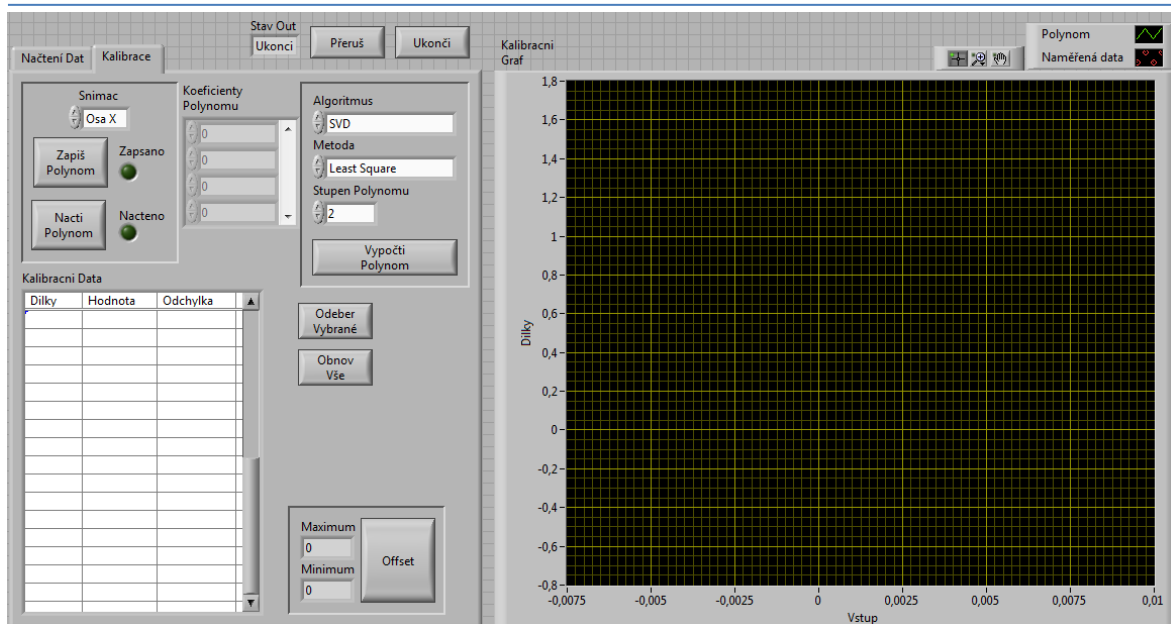 Stav Out
Ukonci
Přeruš
Ukonči
Načtení Dat
Kalibrace
Snimac
Osa X
Zapiš
Polynom
Zapsano
Nacti
Polynom
Nacteno
Koeficienty
Polynomu
0
0
0
0
Algoritmus
SVD
Metoda
Least Square
Stupen Polynomu
2
Vypočti
Polynom
Kalibracni Data
Dilky Hodnota Odchylka
Odeber
Vybrané
Obnov
Vše
Maximum
0
Minimum
0
Offset
Kalibracni
Graf
Polynom
Naměřená data
1,8
1,6
1,4
1,2
1
0,8
0,6
0,4
0,2
0
-0,2
-0,4
-0,6
-0,8
Dilky
-0,0075 -0,005 -0,0025 0 0,0025 0,005 0,0075 0,01
Vstup